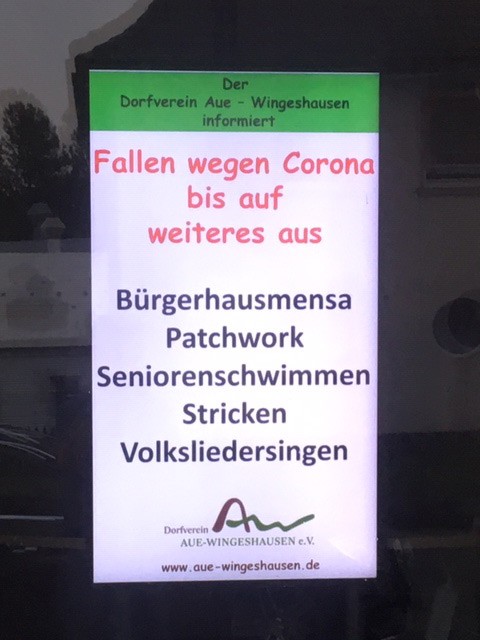 Der
Dorfverein Aue - Wingeshausen
informiert
Fallen wegen Corona
bis auf
weiteres aus
Bürgerhausmensa
Patchwork
Seniorenschwimmen
Stricken
Volksliedersingen
Dorfverein AW
AUE-WINGESHAUSEN e.V.
www.aue-wingeshausen.de